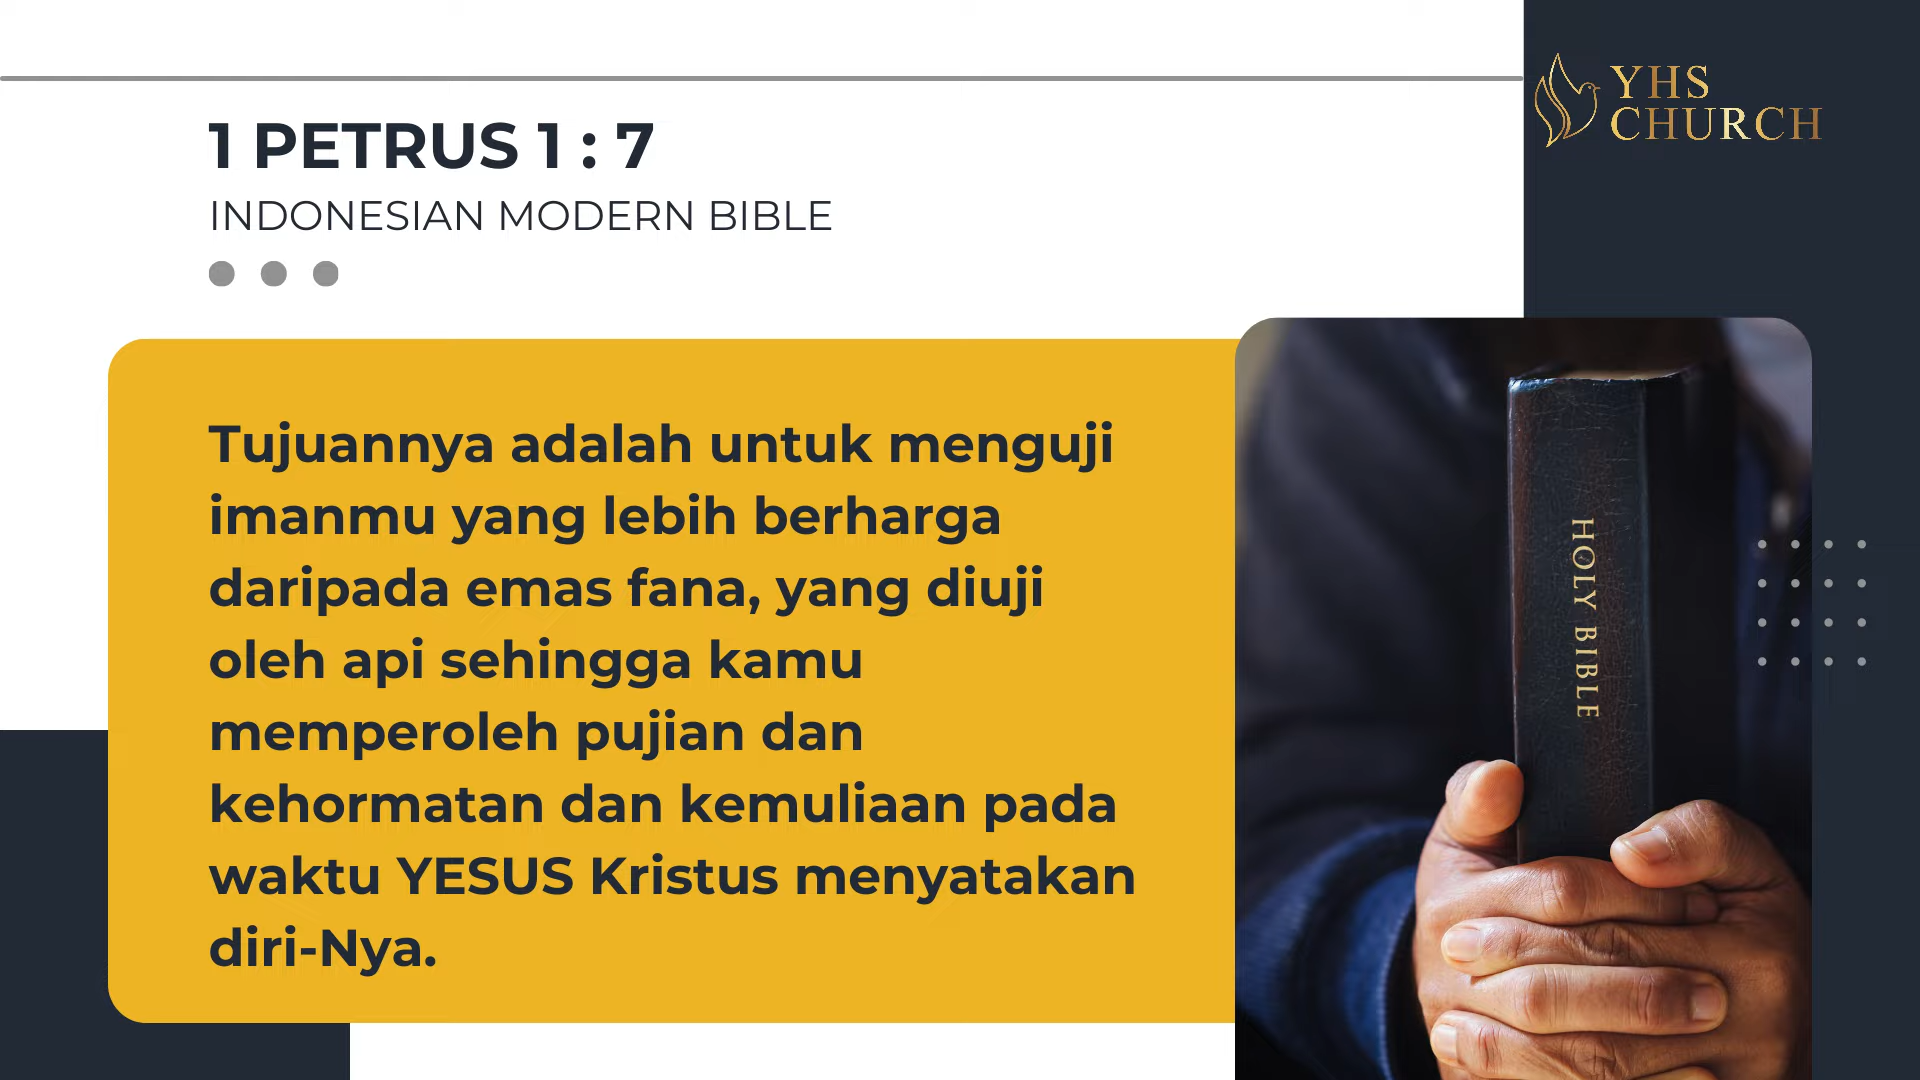 YHS
CHURCH
1 PETRUS 1 : 7
INDONESIAN MODERN BIBLE
Tujuannya adalah untuk menguji
imanmu yang lebih berharga
daripada emas fana, yang diuji
oleh api sehingga kamu
memperoleh pujian dan
kehormatan dan kemuliaan pada
waktu YESUS Kristus menyatakan
diri-Nya.
HOLY BIBLE